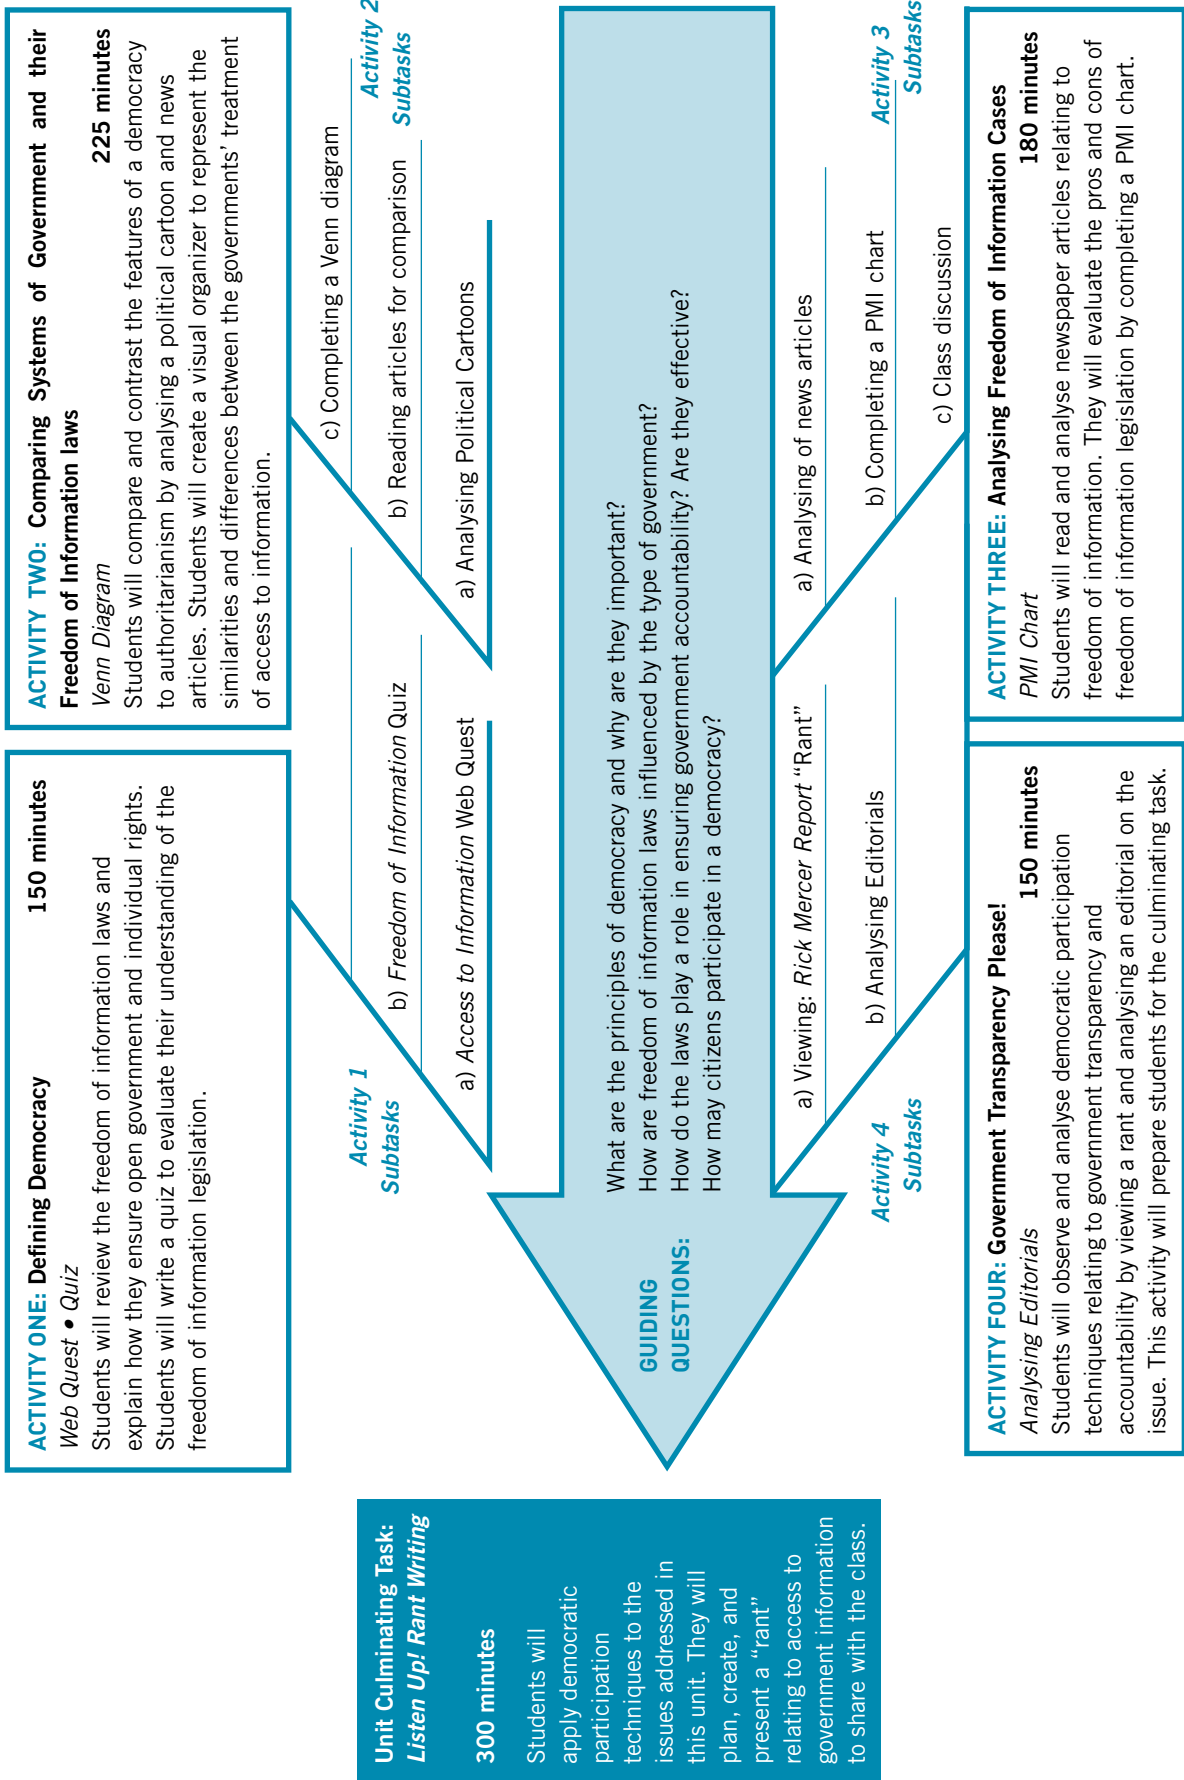 ACTIVITY ONE: Defining Democracy
Web Quest • Quiz 150 minutes
Students will review the freedom of information laws and
explain how they ensure open government and individual rights.
Students will write a quiz to evaluate their understanding of the
freedom of information legislation.
ACTIVITY TWO: Comparing Systems of Government and their
Freedom of Information laws
Venn Diagram 225 minutes
Students will compare and contrast the features of a democracy
to authoritarianism by analysing a political cartoon and news
articles. Students will create a visual organizer to represent the
similarities and differences between the governments’ treatment
of access to information.
Activity 1
Subtasks
b) Freedom of Information Quiz
a) Access to Information Web Quest
Activity 2
Subtasks
c) Completing a Venn diagram
b) Reading articles for comparison
a) Analysing Political Cartoons
Unit Culminating Task:
Listen Up! Rant Writing
300 minutes
Students will
apply democratic
participation
techniques to the
issues addressed in
this unit. They will
plan, create, and
present a “rant”
relating to access to
government information
to share with the class.
GUIDING
QUESTIONS:
What are the principles of democracy and why are they important?
How are freedom of information laws influenced by the type of government?
How do the laws play a role in ensuring government accountability? Are they effective?
How may citizens participate in a democracy?
Activity 4
Subtasks
a) Viewing: Rick Mercer Report “Rant”
b) Analysing Editorials
Activity 3
Subtasks
a) Analysing of news articles
b) Completing a PMI chart
c) Class discussion
ACTIVITY FOUR: Government Transparency Please!
Analysing Editorials 150 minutes
Students will observe and analyse democratic participation
techniques relating to government transparency and
accountability by viewing a rant and analysing an editorial on the
issue. This activity will prepare students for the culminating task.
ACTIVITY THREE: Analysing Freedom of Information Cases
PMI Chart 180 minutes
Students will read and analyse newspaper articles relating to
freedom of information. They will evaluate the pros and cons of
freedom of information legislation by completing a PMI chart.